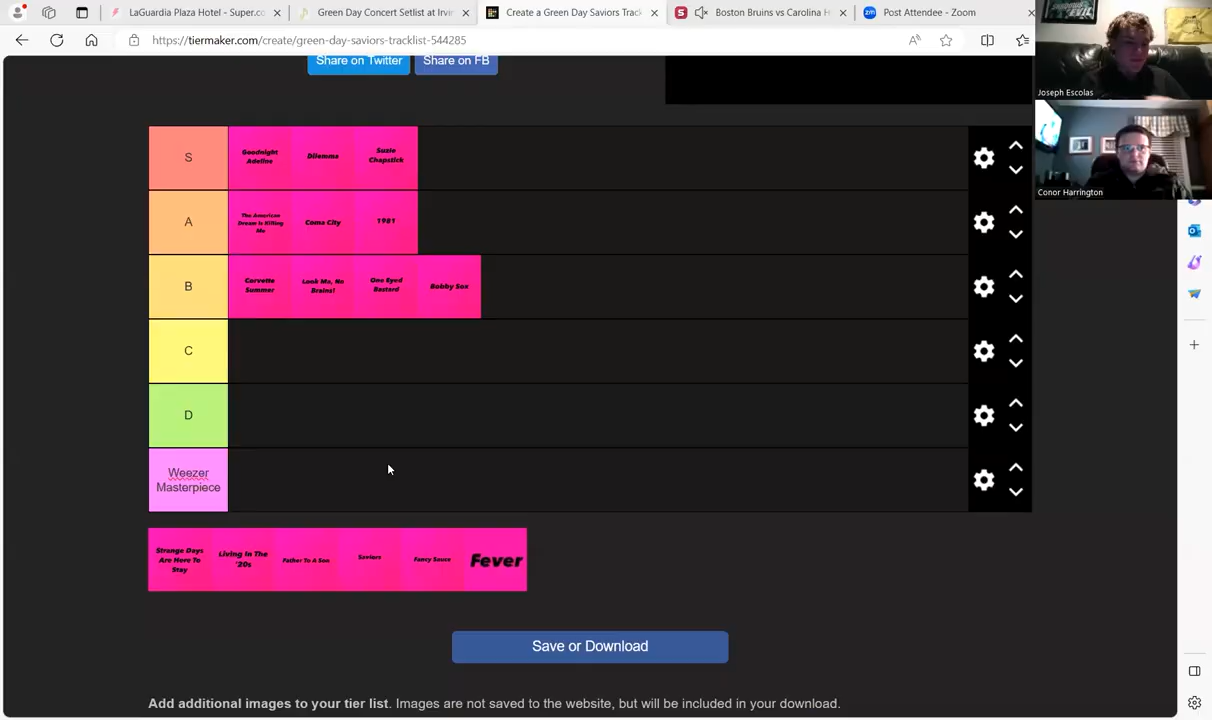 LaGuardia Plaza Hotel - Super.co
Green Day Concert Setlist at Irvin
Create a Green Day Saviors Track
Boston Bruins vs Carolina H
Post Attendee - Zoom
https://tiermaker.com/create/green-day-saviors-tracklist-544285
Joseph Escolas
Conor Harrington
Share on Twitter
Share on FB
S
Goodnight
Adeline
Dilemma
Suzie
Chapstick
A
The American
Dream Is Killing
Me
Coma City
1981
B
Corvette
Summer
Look Ma, No
Brains!
One Eyed
Bastard
Bobby Sox
C
D
Weezer
Masterpiece
Strange Days
Are Here To
Stay
Living In The
'20s
Father To A Son
Saviors
Fancy Sauce
Fever
Save or Download
Add additional images to your tier list. Images are not saved to the website, but will be included in your download.